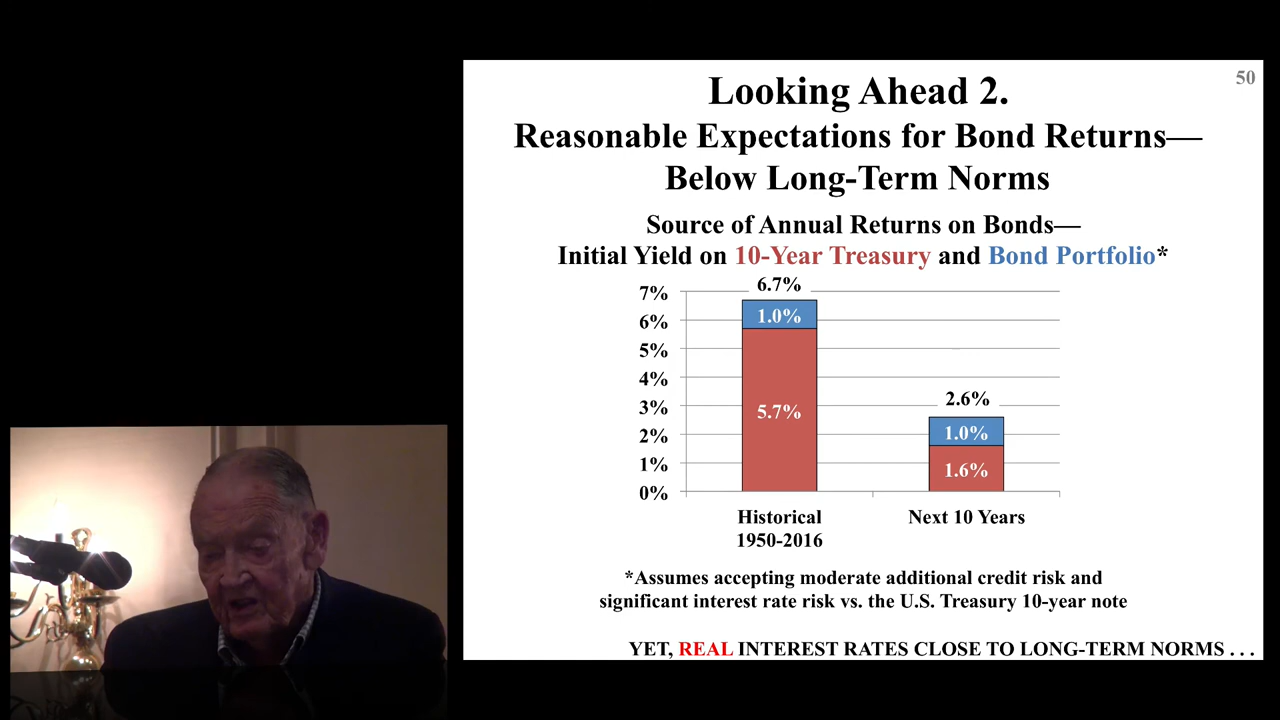 50
Looking Ahead 2.
Reasonable Expectations for Bond Returns—
Below Long-Term Norms
Source of Annual Returns on Bonds—
Initial Yield on 10-Year Treasury and Bond Portfolio*
7%
6%
5%
4%
3%
2%
1%
0%
6.7%
1.0%
5.7%
2.6%
1.0%
1.6%
Historical
1950-2016
Next 10 Years
*Assumes accepting moderate additional credit risk and
significant interest rate risk vs. the U.S. Treasury 10-year note
YET, REAL INTEREST RATES CLOSE TO LONG-TERM NORMS . . .